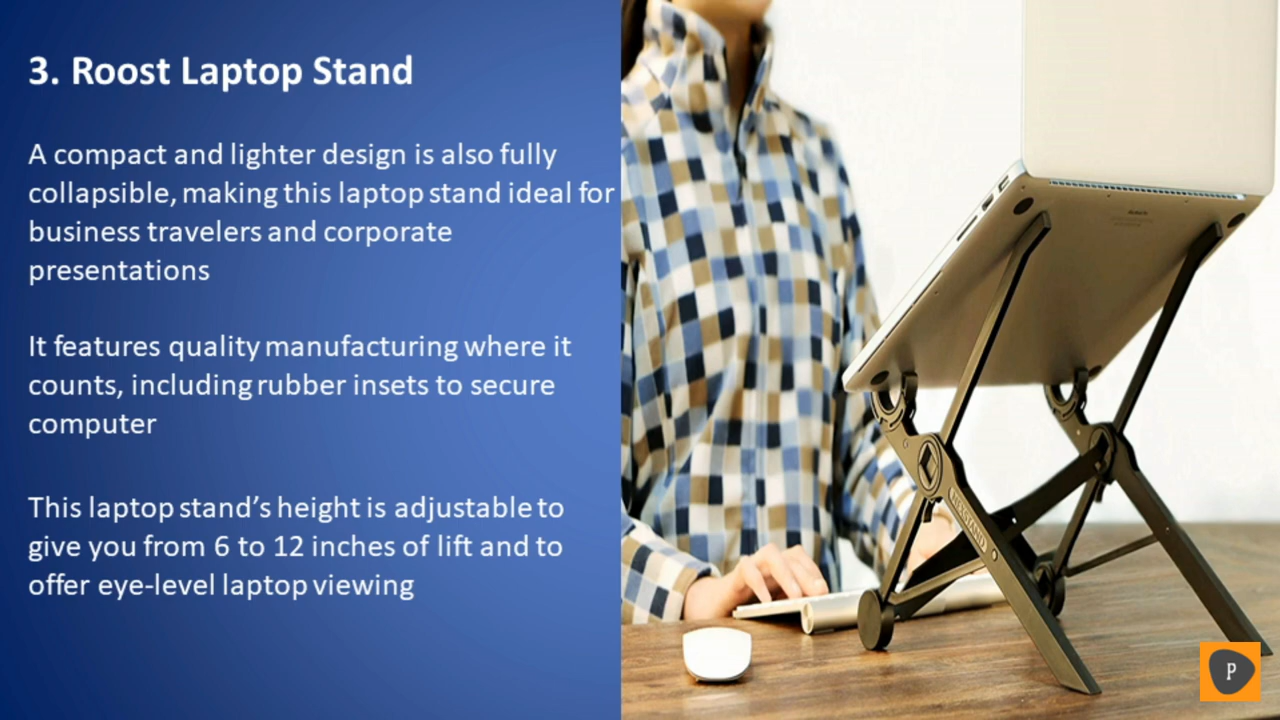 3. Roost Laptop Stand
A compact and lighter design is also fully
collapsible, making this laptop stand ideal for
business travelers and corporate
presentations
It features quality manufacturing where it
counts, including rubber insets to secure
computer
This laptop stand's height is adjustable to
give you from 6 to 12 inches of lift and to
offer eye-level laptop viewing
P